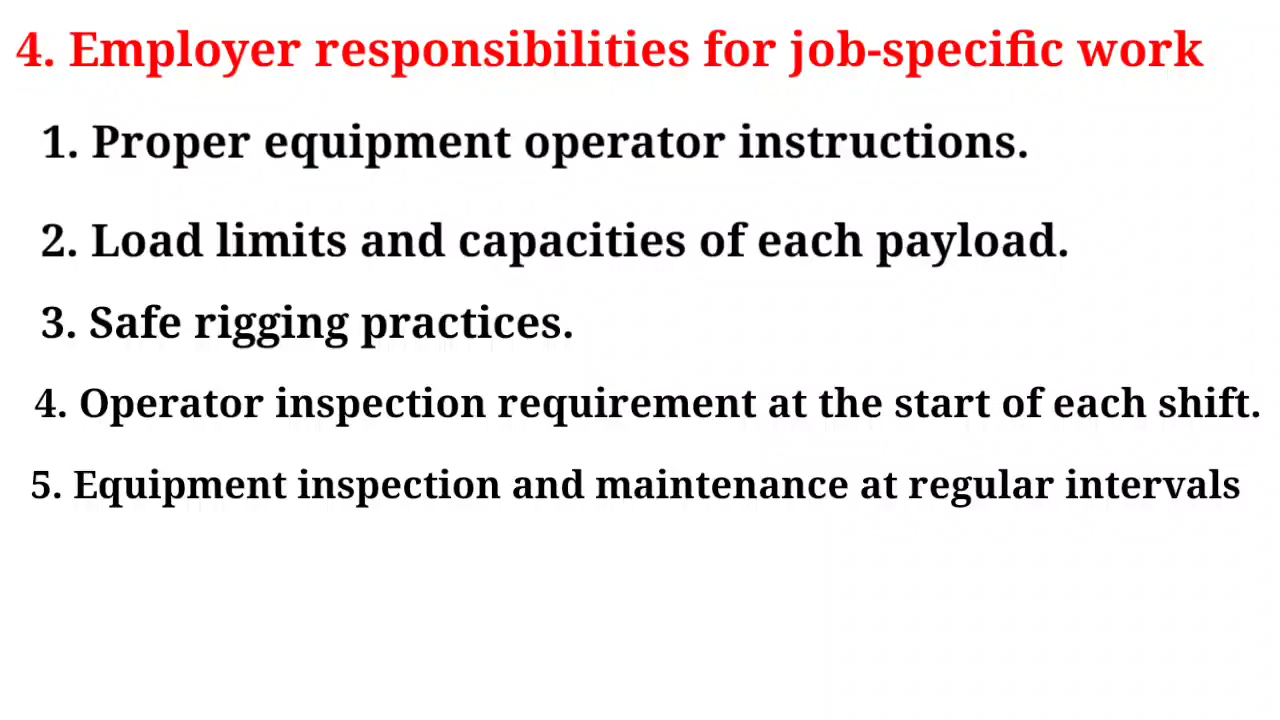 4. Employer responsibilities for job-specific work
1. Proper equipment operator instructions.
2. Load limits and capacities of each payload.
3. Safe rigging practices.
4. Operator inspection requirement at the start of each shift.
5. Equipment inspection and maintenance at regular intervals